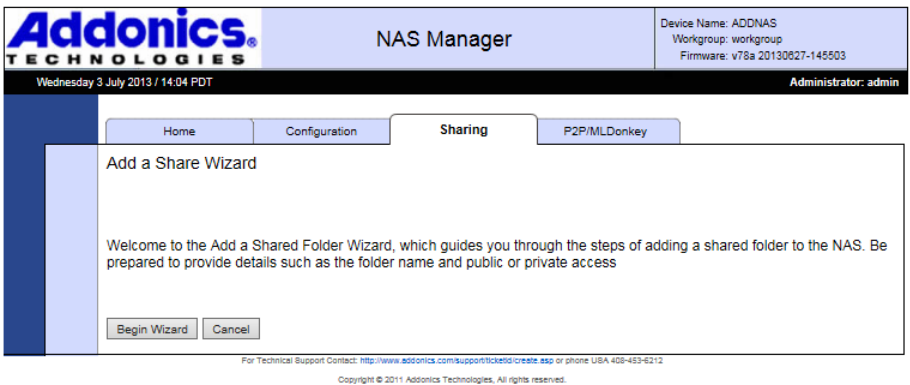 Addonics®
TECHNOLOGIES
NAS Manager
Device Name: ADDNAS
Workgroup: workgroup
Firmware: v78a 20130627-145503
Wednesday 3 July 2013 / 14:04 PDT
Administrator: admin
Home
Configuration
Sharing
P2P/MLDonkey
Add a Share Wizard
Welcome to the Add a Shared Folder Wizard, which guides you through the steps of adding a shared folder to the NAS. Be
prepared to provide details such as the folder name and public or private access
Begin Wizard
Cancel
For Technical Support Contact: http://www.addonics.com/support/ticketid/create.asp or phone USA 408-453-6212
Copyright © 2011 Addonics Technologies, All rights reserved.